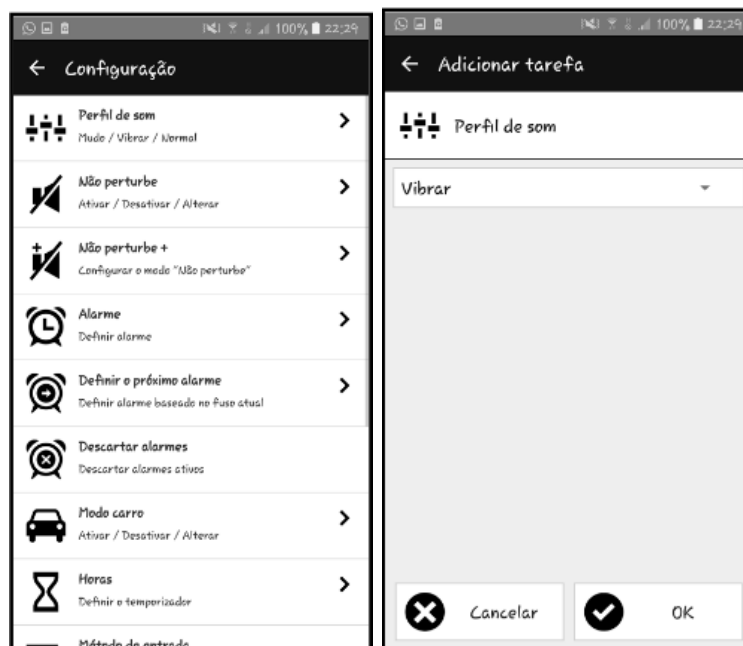 100% 22:29
Configuração
Perfil de som
Mudo / Vibrar / Normal
Não perturbe
Ativar / Desativar / Alterar
Não perturbe +
Configurar o modo "Não perturbe"
Alarme
Definir alarme
Definir o próximo alarme
Definir alarme baseado no fuso atual
Descartar alarmes
Descartar alarmes ativos
Modo carro
Ativar / Desativar / Alterar
Horas
Definir o temporizador
Método de entrada
100% 22:29
Adicionar tarefa
Perfil de som
Vibrar
Cancelar
OK